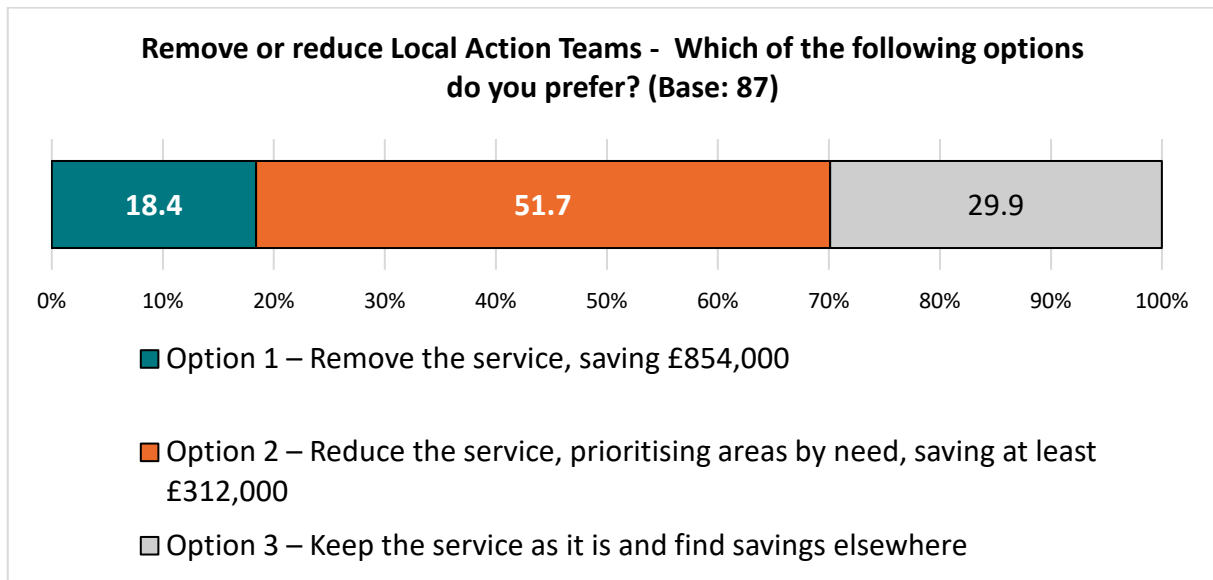 Remove or reduce Local Action Teams -  Which of the following options
do you prefer? (Base: 87)
18.4 51.7 29.9
0% 10% 20% 30% 40% 50% 60% 70% 80% 90% 100%
Option 1 – Remove the service, saving £854,000
Option 2 – Reduce the service, prioritising areas by need, saving at least
£312,000
Option 3 – Keep the service as it is and find savings elsewhere